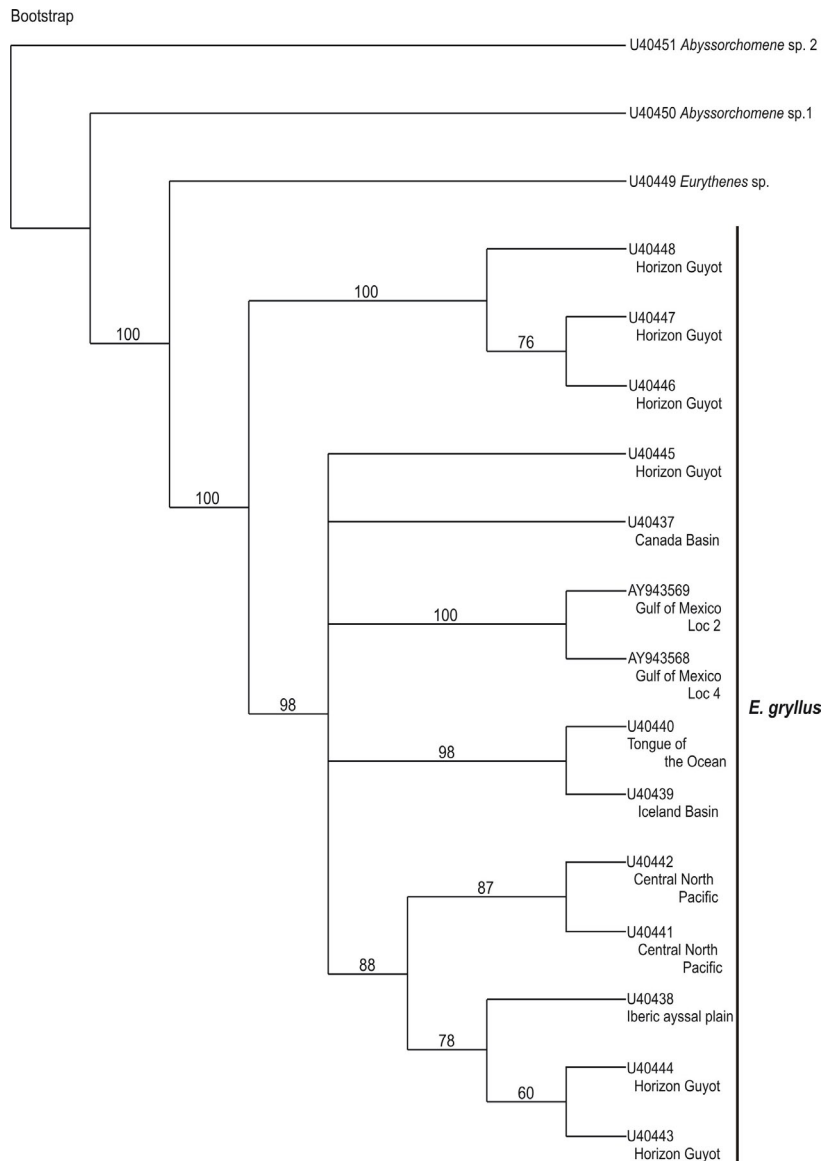 Bootstrap
U40451 Abyssorchomene sp. 2
U40450 Abyssorchomene sp.1
U40449 Eurythenes sp.
U40448
Horizon Guyot
100
U40447
Horizon Guyot
76
100
U40446
Horizon Guyot
U40445
Horizon Guyot
100
U40437
Canada Basin
AY943569
Gulf of Mexico
Loc 2
100
AY943568
Gulf of Mexico
Loc 4
98
E. gryllus
U40440
Tongue of
the Ocean
98
U40439
Iceland Basin
U40442
Central North
Pacific
87
U40441
Central North
Pacific
88
U40438
Iberic ayssal plain
78
U40444
Horizon Guyot
60
U40443
Horizon Guyot